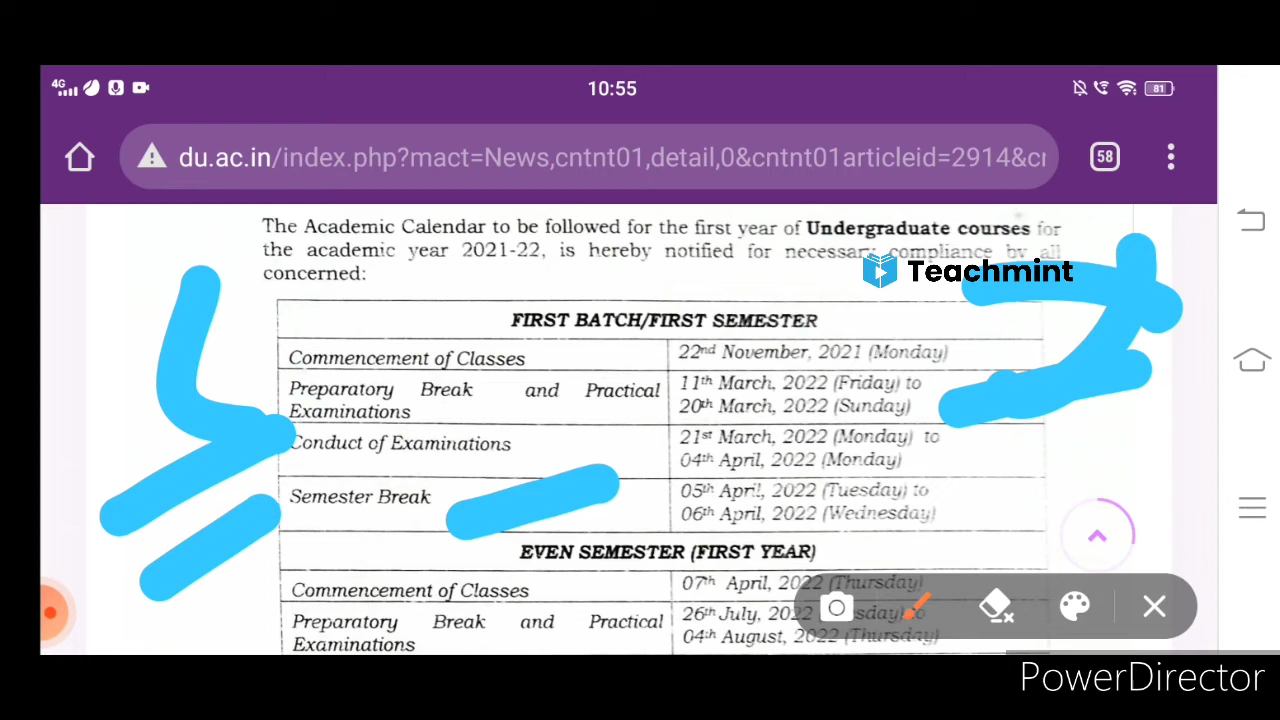 4G
10:55
81
du.ac.in/index.php?mact=News,cntnt01,detail,0&cntnt01articleid=2914&cr
58
The Academic Calendar to be followed for the first year of Undergraduate courses for
the academic year 2021-22, is hereby notified for necessary compliance by all
concerned:
Teachmint
FIRST BATCH/FIRST SEMESTER
Commencement of Classes
22nd November, 2021 (Monday)
Preparatory Break and Practical
Examinations
11th March, 2022 (Friday) to
20th March, 2022 (Sunday)
Conduct of Examinations
21st March, 2022 (Monday) to
04th April, 2022 (Monday)
Semester Break
05th April, 2022 (Tuesday) to
06th April, 2022 (Wednesday)
EVEN SEMESTER (FIRST YEAR)
Commencement of Classes
07th April, 2022 (Thursday)
Preparatory Break and Practical
Examinations
26th July, 2022 to
04th August, 2022 (Thursday)
PowerDirector